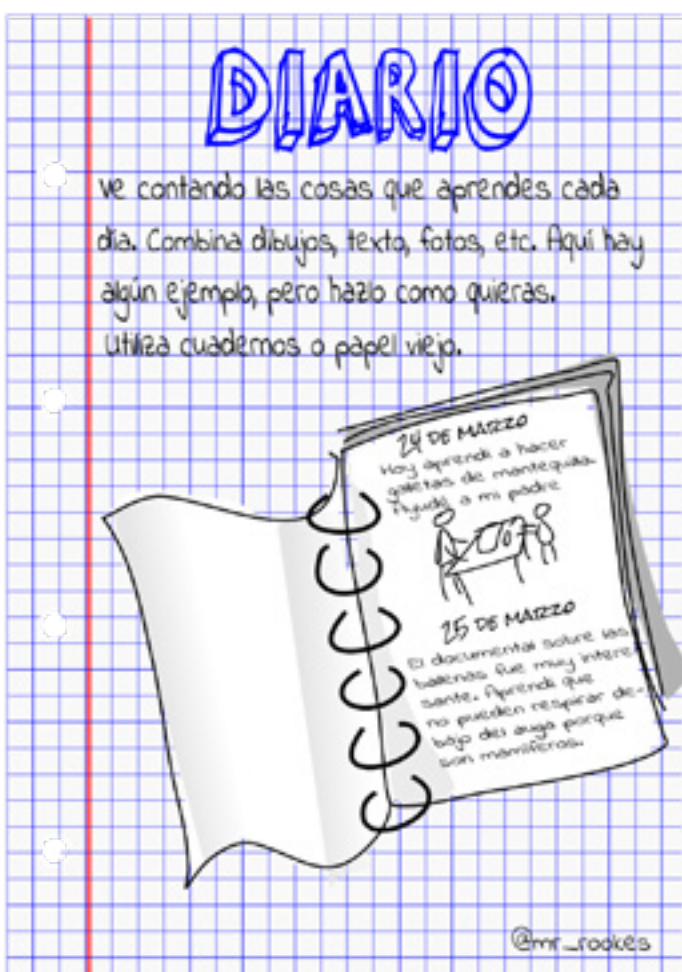 DIARIO
Ve contando las cosas que aprendes cada
día. Combina dibujos, texto, fotos, etc. Aquí hay
algún ejemplo, pero hazlo como quieras.
Utiliza cuadernos o papel viejo.
24 DE MARZO
Hoy aprendí a hacer
galletas de mantequilla.
Ayudé a mi padre
25 DE MARZO
El documental sobre las
ballenas fue muy intere-
sante. Aprendí que
no pueden respirar de-
bajo del auga porque
son mamíferos.
@mr_rookes